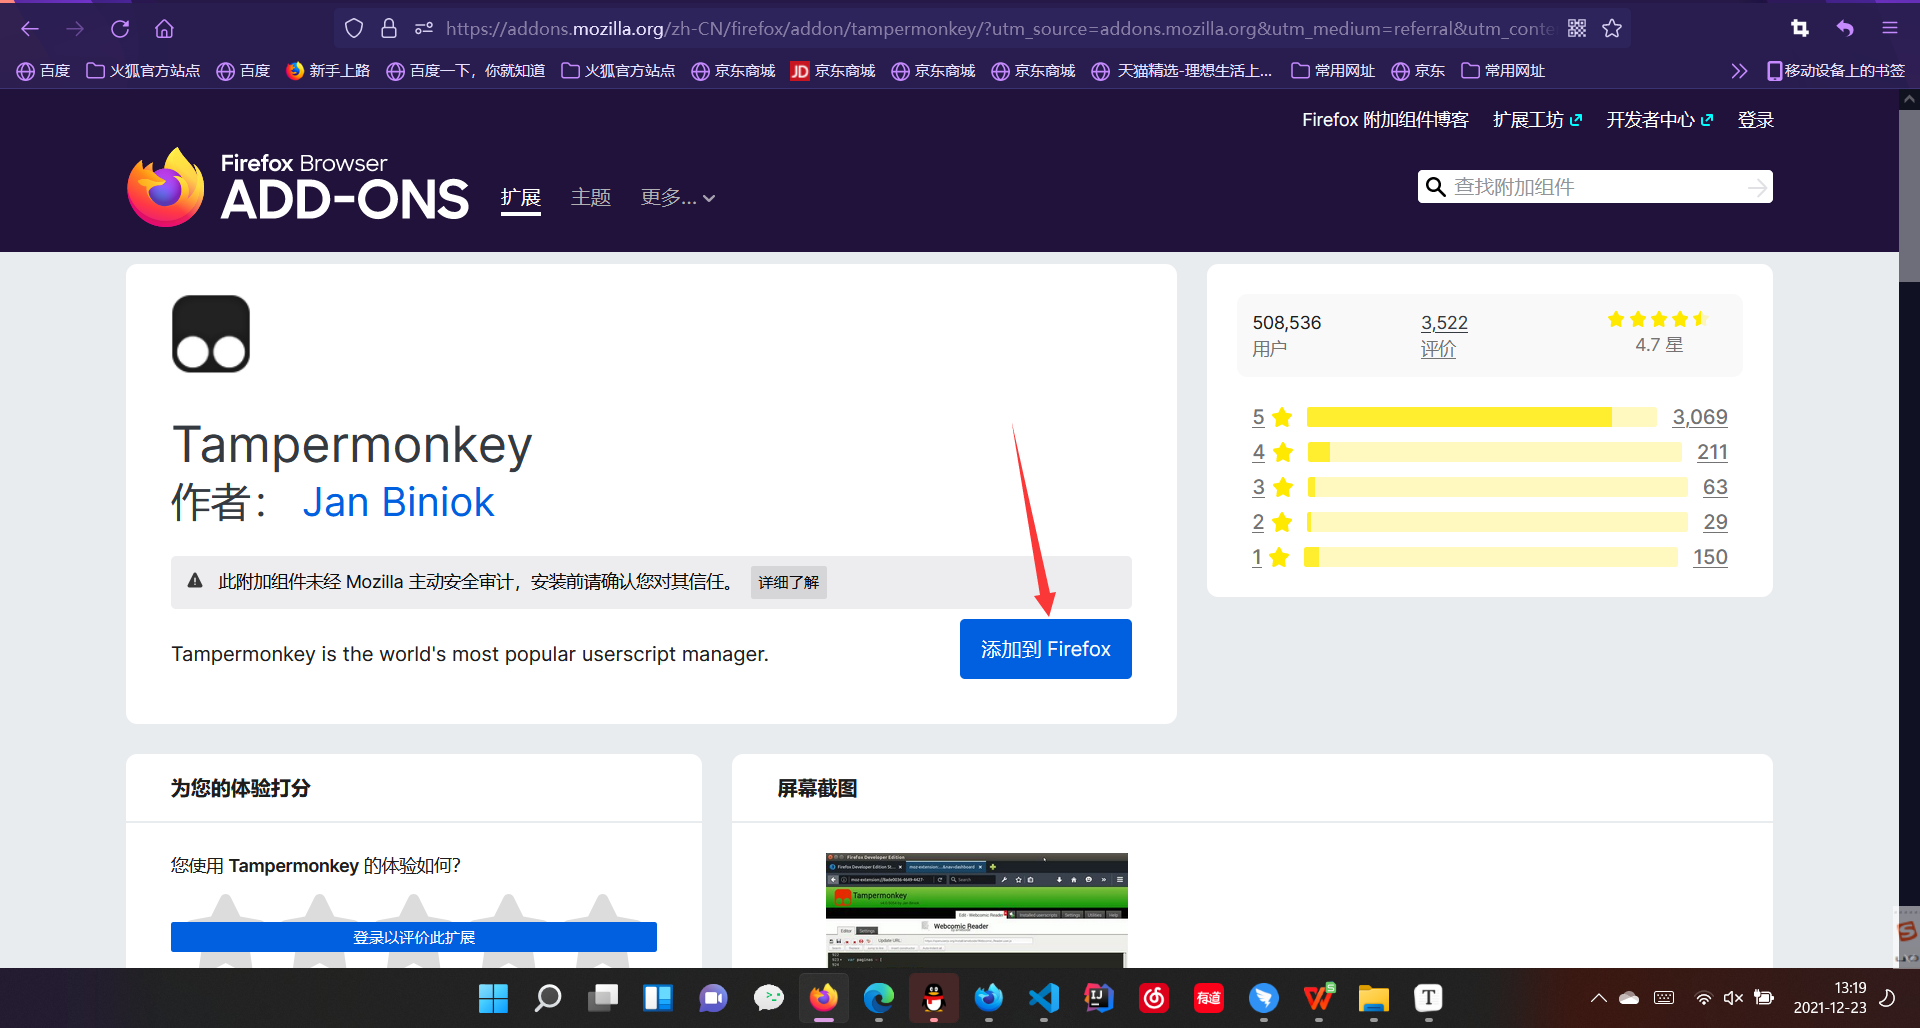 https://addons.mozilla.org/zh-CN/firefox/addon/tampermonkey/?utm_source=addons.mozilla.org&utm_medium=referral&utm_conte
百度 火狐官方站点 百度 新手上路 百度一下，你就知道 火狐官方站点 京东商城 JD 京东商城 京东商城 京东商城 天猫精选-理想生活上... 常用网址 京东 常用网址 移动设备上的书签
Firefox 附加组件博客 扩展工坊 开发者中心 登录
Firefox Browser
ADD-ONS
扩展 主题 更多...
查找附加组件
Tampermonkey
作者： Jan Biniok
此附加组件未经 Mozilla 主动安全审计，安装前请确认您对其信任。 详细了解
Tampermonkey is the world's most popular userscript manager.
添加到 Firefox
508,536
用户
3,522
评价
4.7 星
5 3,069
4 211
3 63
2 29
1 150
为您的体验打分
您使用 Tampermonkey 的体验如何？
登录以评价此扩展
屏幕截图
Firefox Developer Edition
Tampermonkey
Webcomic Reader
有道
13:19
2021-12-23